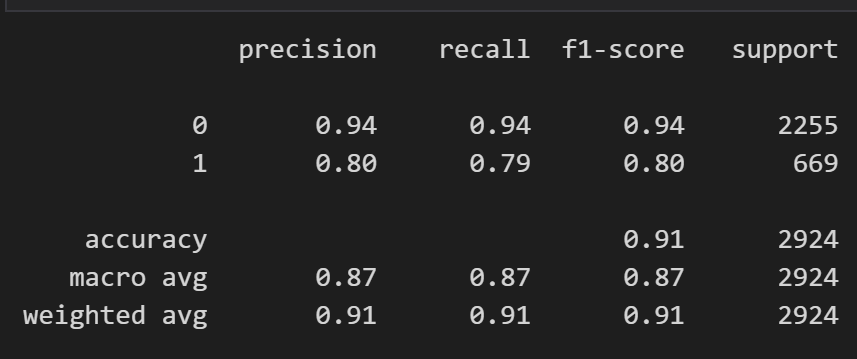 precision recall f1-score support
0 0.94 0.94 0.94 2255
1 0.80 0.79 0.80 669
accuracy 0.91 2924
macro avg 0.87 0.87 0.87 2924
weighted avg 0.91 0.91 0.91 2924